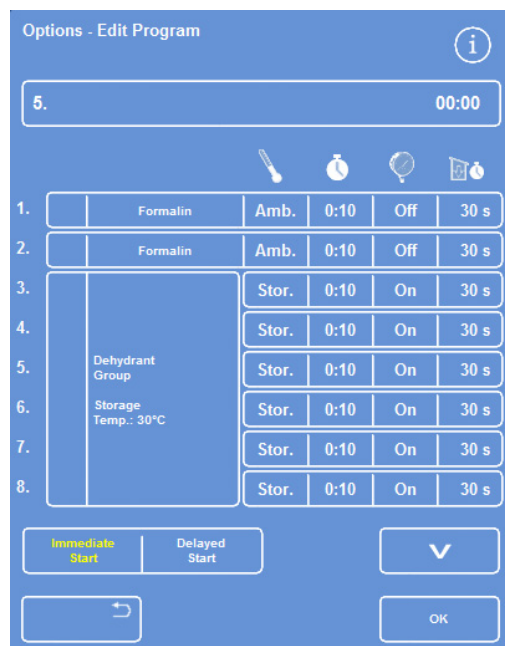 Options - Edit Program
i
5. 00:00
1. Formalin Amb. 0:10 Off 30 s
2. Formalin Amb. 0:10 Off 30 s
3. Stor. 0:10 On 30 s
4. Stor. 0:10 On 30 s
Dehydrant
Group
5. Stor. 0:10 On 30 s
Storage
Temp.: 30°C
6. Stor. 0:10 On 30 s
7. Stor. 0:10 On 30 s
8. Stor. 0:10 On 30 s
Immediate
Start
Delayed
Start
OK